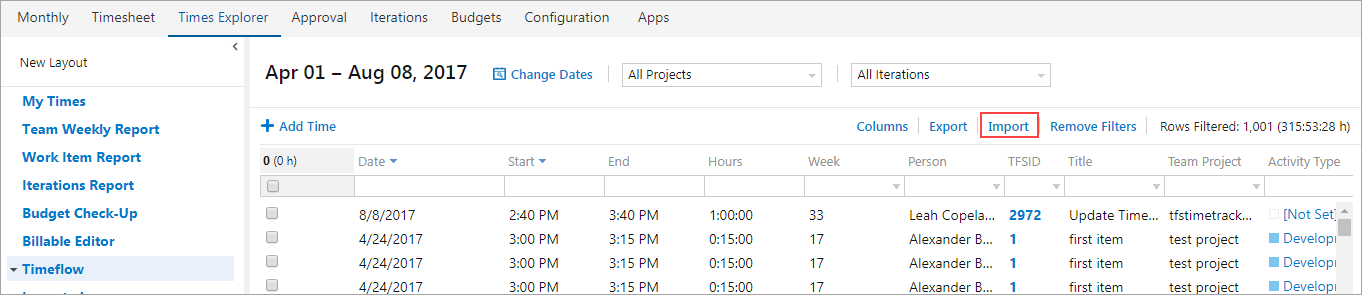 Monthly Timesheet Times Explorer Approval Iterations Budgets Configuration Apps
New Layout
My Times
Team Weekly Report
Work Item Report
Iterations Report
Budget Check-Up
Billable Editor
Timeflow
Apr 01 – Aug 08, 2017 Change Dates All Projects All Iterations
Add Time Columns Export Import Remove Filters Rows Filtered: 1,001 (315:53:28 h)
0 (0 h) Date Start End Hours Week Person TFSID Title Team Project Activity Type
8/8/2017 2:40 PM 3:40 PM 1:00:00 33 Leah Copela... 2972 Update Time... tfstimetrack... [Not Set]
4/24/2017 3:00 PM 3:15 PM 0:15:00 17 Alexander B... 1 first item test project Developr
4/24/2017 3:00 PM 3:15 PM 0:15:00 17 Alexander B... 1 first item test project Developr
4/24/2017 3:00 PM 3:15 PM 0:15:00 17 Alexander B... 1 first item test project Developr